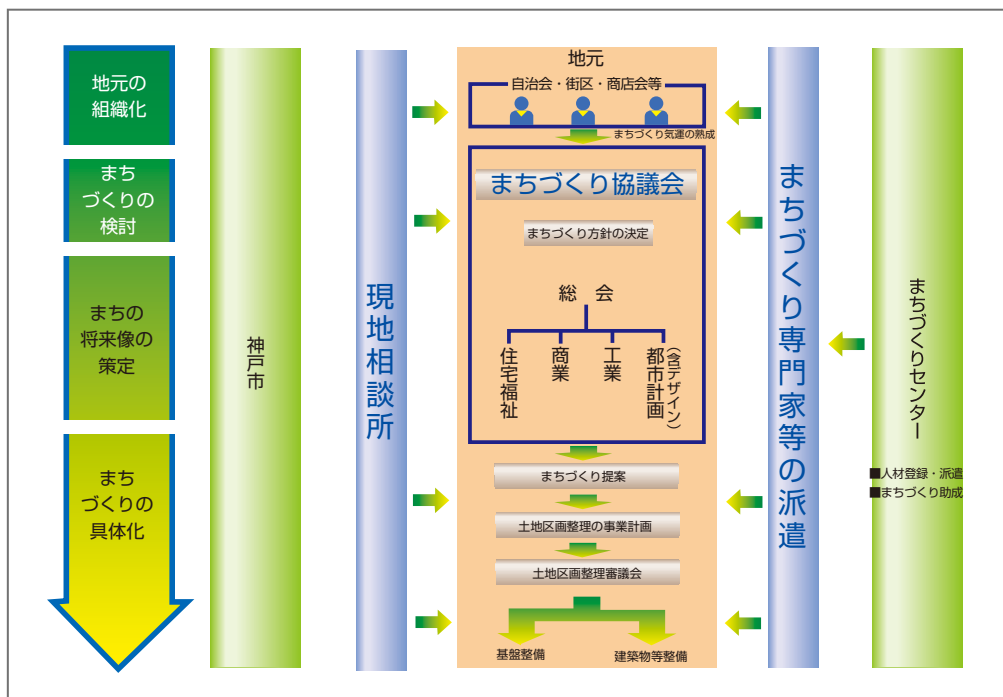 地元の
組織化
まち
づくりの
検討
まちの
将来像の
策定
まち
づくりの
具体化
神戸市
現地相談所
地元
自治会・街区・商店会等
まちづくり気運の熟成
まちづくり協議会
まちづくり方針の決定
総 会
住宅福祉
商業
工業
都市計画
(含デザイン)
まちづくり提案
土地区画整理の事業計画
土地区画整理審議会
基盤整備
建築物等整備
まちづくり専門家等の派遣
まちづくりセンター
■人材登録・派遣
■まちづくり助成